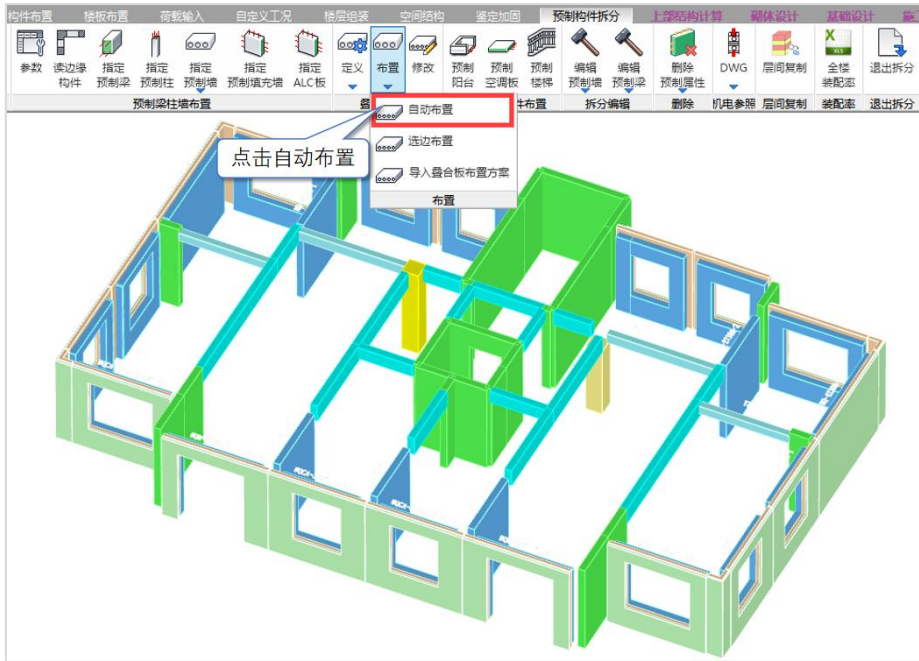 构件布置 楼板布置 荷载输入 自定义工况 楼层组装 空间结构 鉴定加固 预制构件拆分 上部结构计算 砌体设计 基础设计 施
参数 读边缘构件 指定预制梁 指定预制柱 指定预制墙 指定预制填充墙 指定ALC板 定义 布置 修改 预制阳台 预制空调板 预制楼梯 编辑预制墙 编辑预制梁 删除预制属性 DWG 层间复制 全楼装配率 退出拆分
预制梁柱墙布置 件布置 拆分编辑 删除 机电参照 层间复制 装配率 退出拆分
自动布置
选边布置
导入叠合板布置方案
布置
点击自动布置